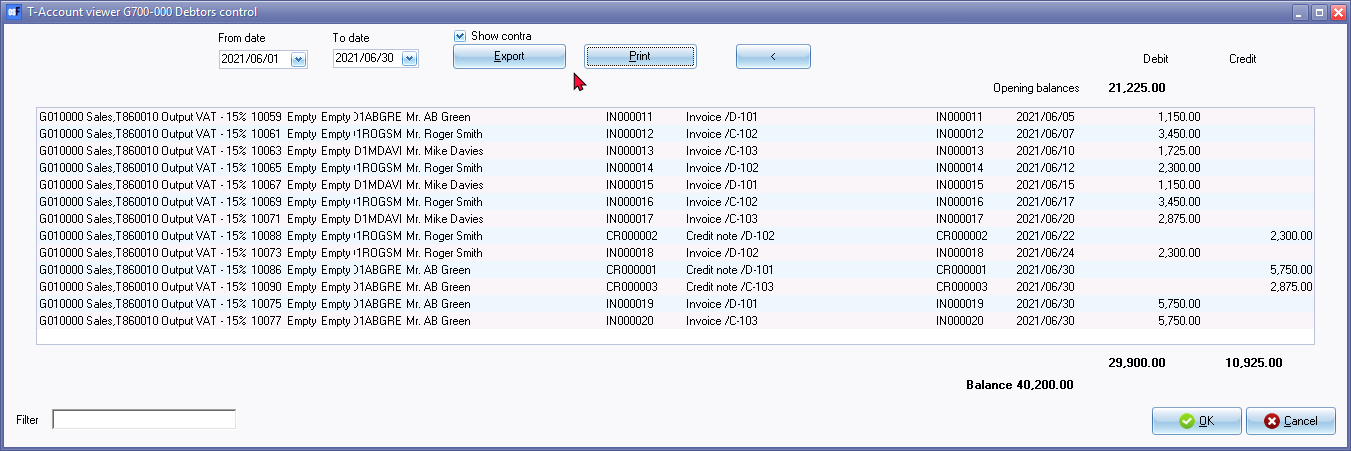 T-Account viewer G700-000 Debtors control
From date To date Show contra
2021/06/01 2021/06/30 Export Print < Debit Credit
Opening balances 21,225.00
G010000 Sales,T860010 Output VAT - 15% 10059 Empty Empty D1ABGRE Mr. AB Green IN000011 Invoice /D-101 IN000011 2021/06/05 1,150.00
G010000 Sales,T860010 Output VAT - 15% 10061 Empty Empty D1ROGSM Mr. Roger Smith IN000012 Invoice /C-102 IN000012 2021/06/07 3,450.00
G010000 Sales,T860010 Output VAT - 15% 10063 Empty Empty D1MDAVI Mr. Mike Davies IN000013 Invoice /C-103 IN000013 2021/06/10 1,725.00
G010000 Sales,T860010 Output VAT - 15% 10065 Empty Empty D1ROGSM Mr. Roger Smith IN000014 Invoice /D-102 IN000014 2021/06/12 2,300.00
G010000 Sales,T860010 Output VAT - 15% 10067 Empty Empty D1MDAVI Mr. Mike Davies IN000015 Invoice /D-101 IN000015 2021/06/15 1,150.00
G010000 Sales,T860010 Output VAT - 15% 10069 Empty Empty D1ROGSM Mr. Roger Smith IN000016 Invoice /C-102 IN000016 2021/06/17 3,450.00
G010000 Sales,T860010 Output VAT - 15% 10071 Empty Empty D1MDAVI Mr. Mike Davies IN000017 Invoice /C-103 IN000017 2021/06/20 2,875.00
G010000 Sales,T860010 Output VAT - 15% 10088 Empty Empty D1ROGSM Mr. Roger Smith CR000002 Credit note /D-102 CR000002 2021/06/22 2,300.00
G010000 Sales,T860010 Output VAT - 15% 10073 Empty Empty D1ROGSM Mr. Roger Smith IN000018 Invoice /D-102 IN000018 2021/06/24 2,300.00
G010000 Sales,T860010 Output VAT - 15% 10086 Empty Empty D1ABGRE Mr. AB Green CR000001 Credit note /D-101 CR000001 2021/06/30 5,750.00
G010000 Sales,T860010 Output VAT - 15% 10090 Empty Empty D1ABGRE Mr. AB Green CR000003 Credit note /C-103 CR000003 2021/06/30 2,875.00
G010000 Sales,T860010 Output VAT - 15% 10075 Empty Empty D1ABGRE Mr. AB Green IN000019 Invoice /D-101 IN000019 2021/06/30 5,750.00
G010000 Sales,T860010 Output VAT - 15% 10077 Empty Empty D1ABGRE Mr. AB Green IN000020 Invoice /C-103 IN000020 2021/06/30 5,750.00
29,900.00 10,925.00
Balance 40,200.00
Filter OK Cancel